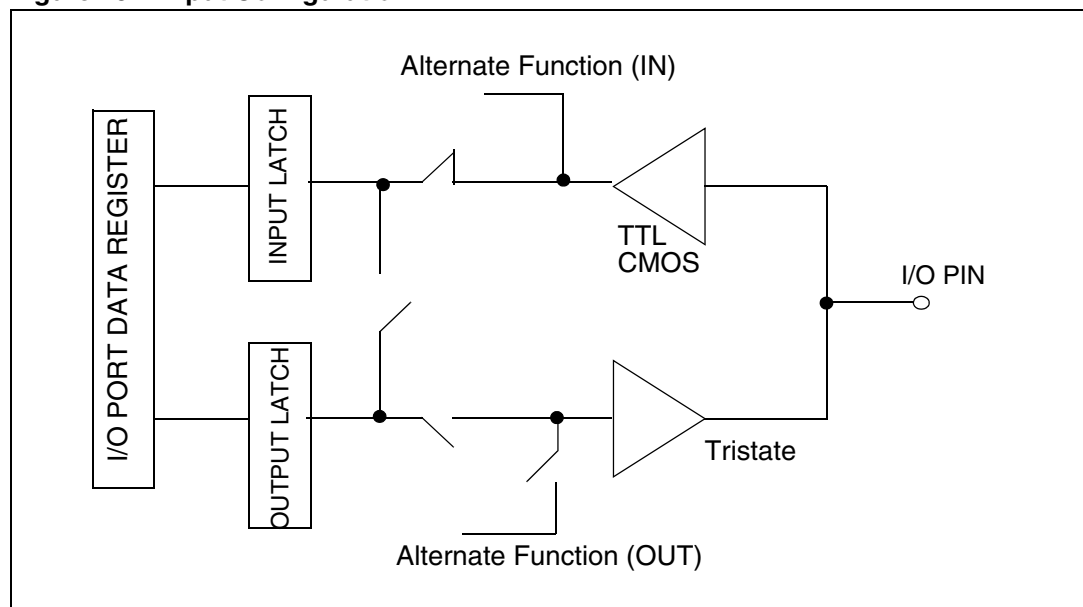 Alternate Function (IN)
I/O PORT DATA REGISTER
INPUT LATCH
TTL
CMOS
I/O PIN
OUTPUT LATCH
Tristate
Alternate Function (OUT)